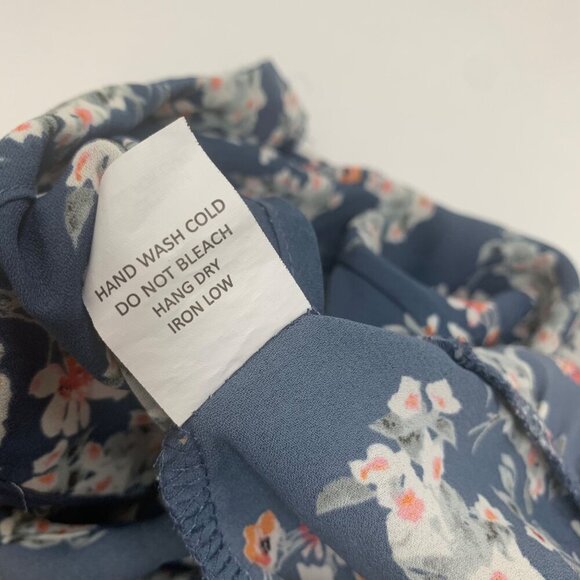 HAND WASH COLD
DO NOT BLEACH
HANG DRY
IRON LOW